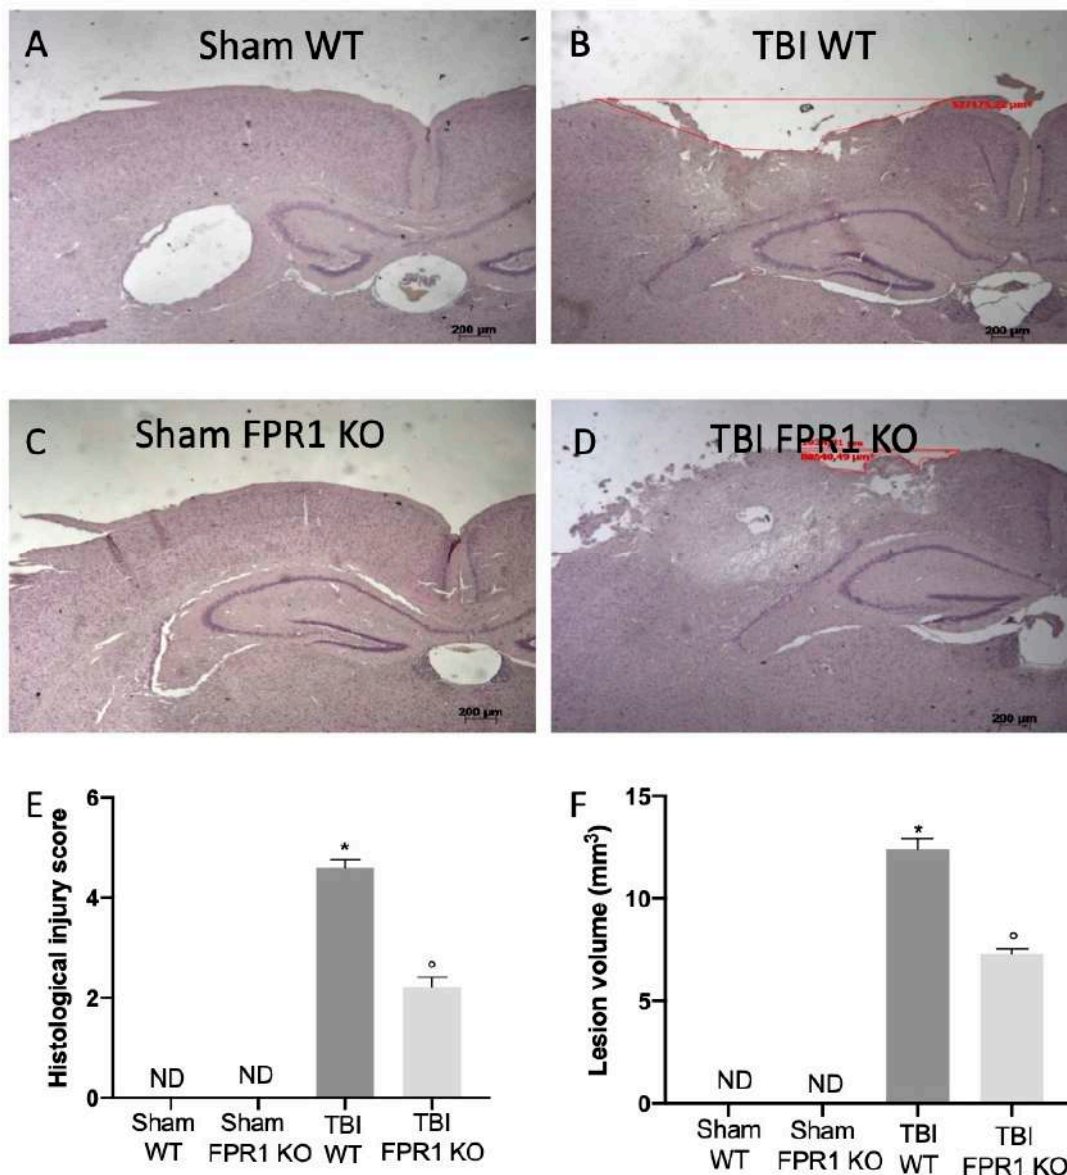 A
Sham WT
200 µm
B
TBI WT
200 µm
C
Sham FPR1 KO
200 µm
D
TBI FPR1 KO
200 µm
E
Histological injury score
6
4
2
0
ND
ND
*
°
Sham WT
Sham FPR1 KO
TBI WT
TBI FPR1 KO
F
Lesion volume (mm³)
15
10
5
0
ND
ND
*
°
Sham WT
Sham FPR1 KO
TBI WT
TBI FPR1 KO